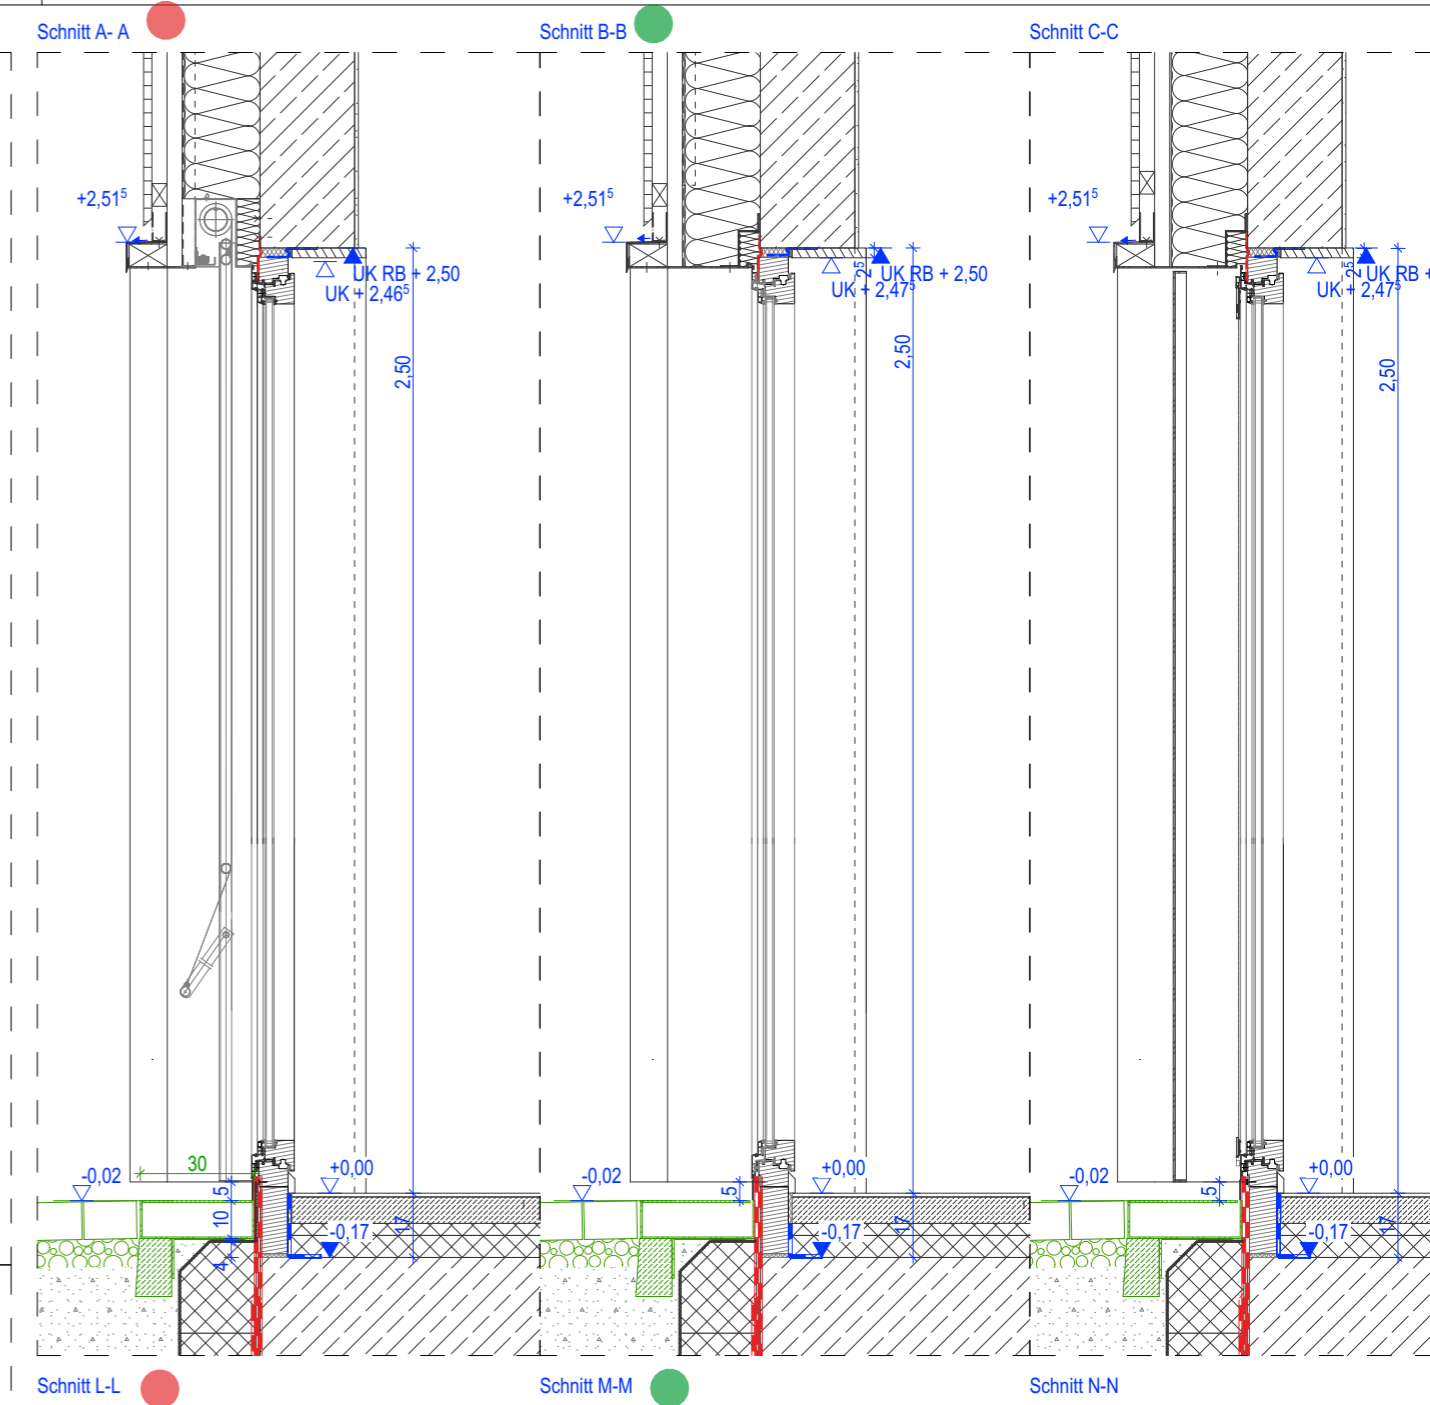 Schnitt A- A
Schnitt B-B
Schnitt C-C
+2,51⁵
+2,51⁵
+2,51⁵
UK RB + 2,50
UK + 2,46⁵
2⁵
UK RB + 2,50
UK + 2,47⁵
2⁵
UK RB +
UK + 2,47⁵
2,50
2,50
2,50
-0,02
30
+0,00
5
10
4
-0,17
17
-0,02
5
+0,00
-0,17
17
-0,02
5
+0,00
-0,17
17
Schnitt L-L
Schnitt M-M
Schnitt N-N